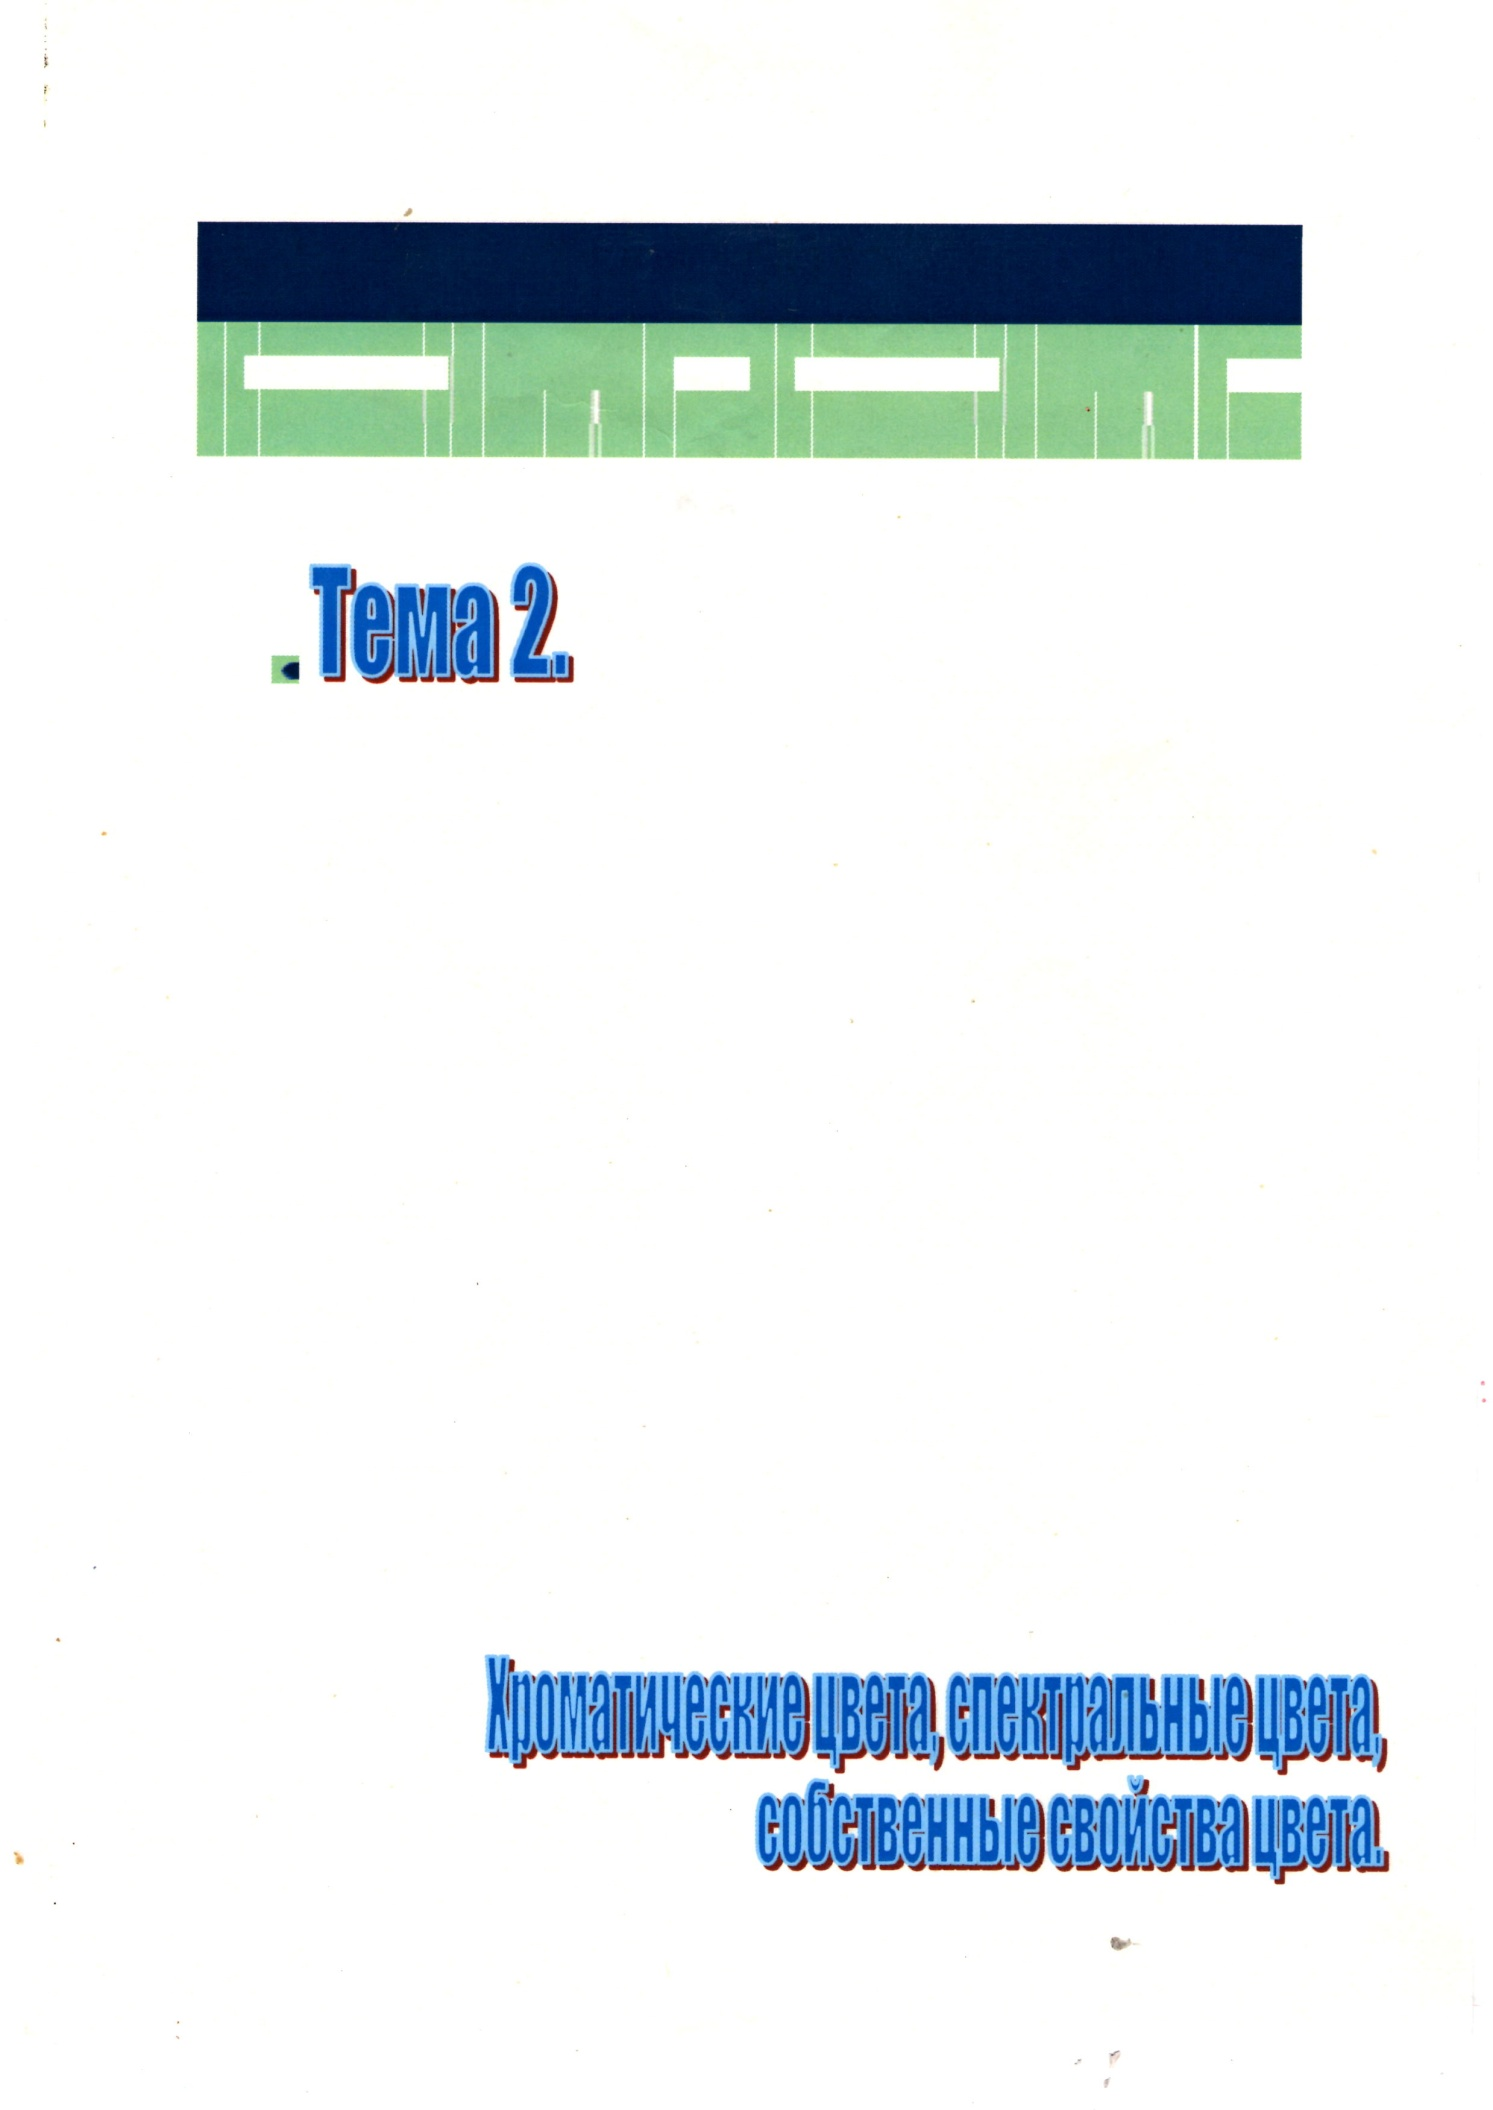 Тема 2.
Хроматические цвета, спектральные цвета,
собственные свойства цвета.